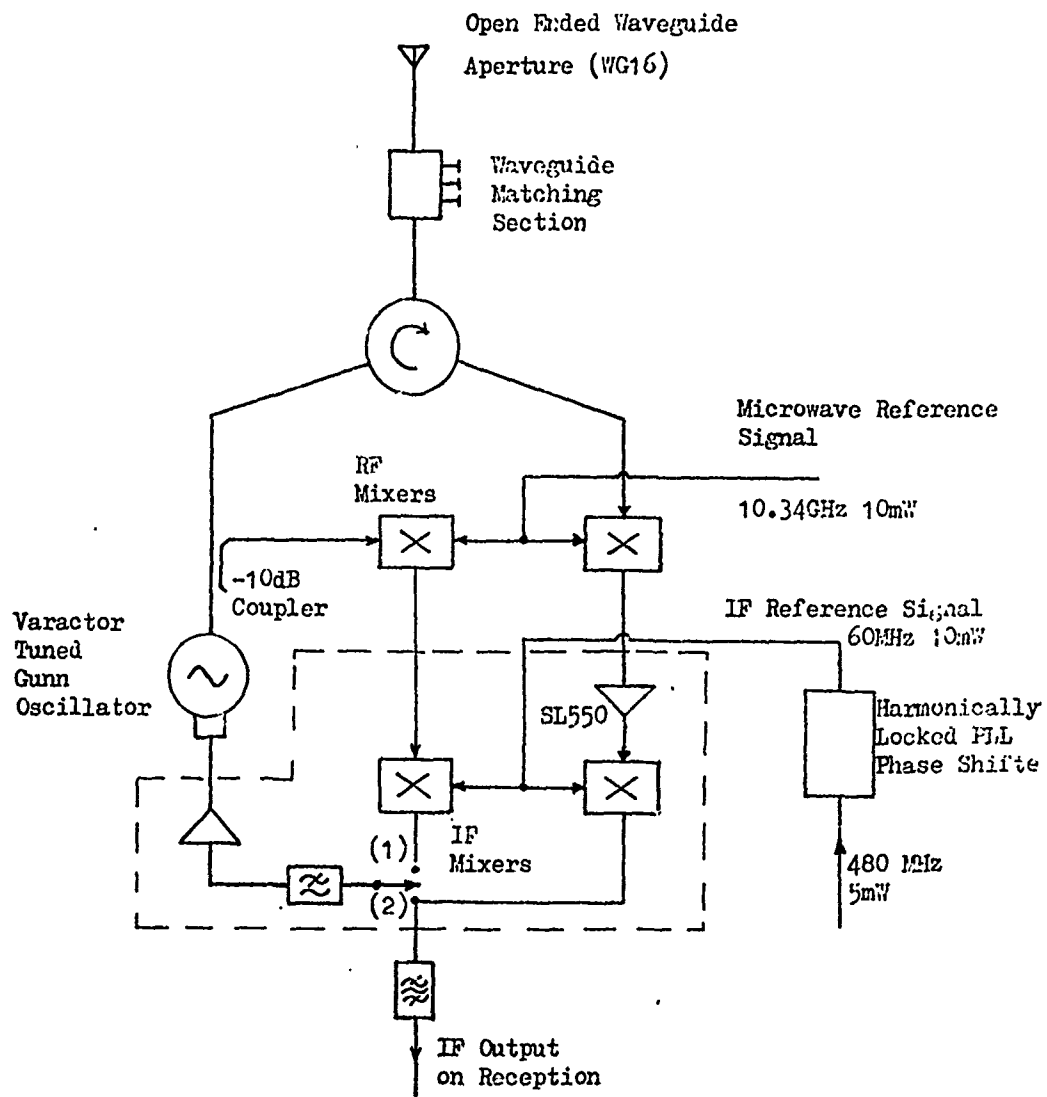 Open Ended Waveguide
Aperture (WG16)
Waveguide
Matching
Section
Microwave Reference
Signal
10.34GHz 10mW
RF
Mixers
-10dB
Coupler
IF Reference Signal
60MHz 10mW
Varactor
Tuned
Gunn
Oscillator
SL550
Harmonically
Locked PLL
Phase Shifte
(1)
IF
Mixers
(2)
480 MHz
5mW
IF Output
on Reception